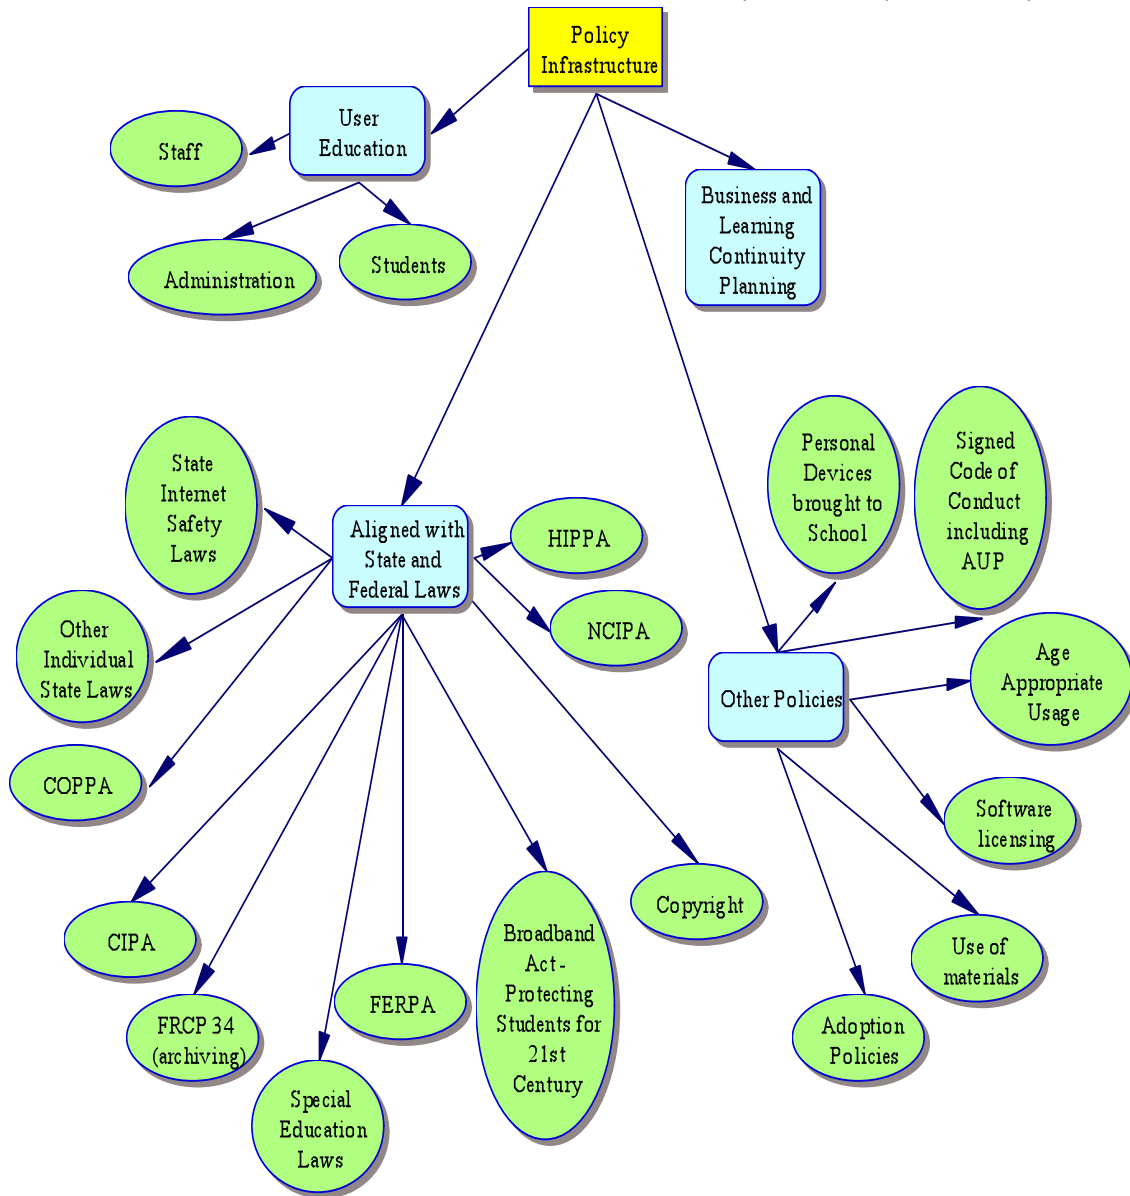 Policy
Infrastructure
User
Education
Staff
Administration
Students
Business and
Learning
Continuity
Planning
Aligned with
State and
Federal Laws
State
Internet
Safety
Laws
Other
Individual
State Laws
COPPA
CIPA
FRCP 34
(archiving)
Special
Education
Laws
FERPA
Broadband
Act -
Protecting
Students for
21st
Century
Copyright
HIPPA
NCIPA
Other Policies
Personal
Devices
brought to
School
Signed
Code of
Conduct
including
AUP
Age
Appropriate
Usage
Software
licensing
Use of
materials
Adoption
Policies